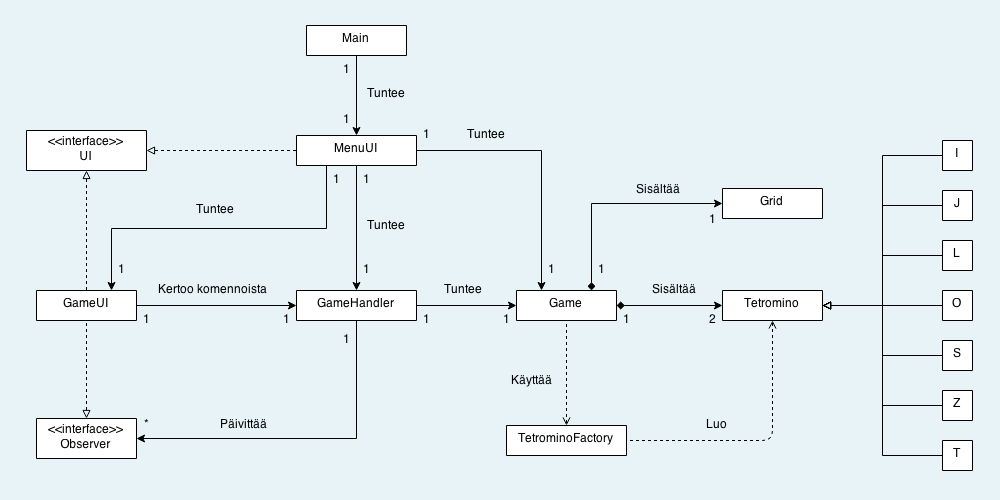 Main
1
Tuntee
1
<<interface>>
UI
MenuUI
1
Tuntee
I
1
1
Sisältää
Grid
J
Tuntee
Tuntee
1
L
1
1
1
1
GameUI
Kertoo komennoista
GameHandler
Tuntee
Game
Sisältää
Tetromino
O
1
1
1
1
1
2
1
S
Käyttää
Z
<<interface>>
Observer
*
Päivittää
TetrominoFactory
Luo
T